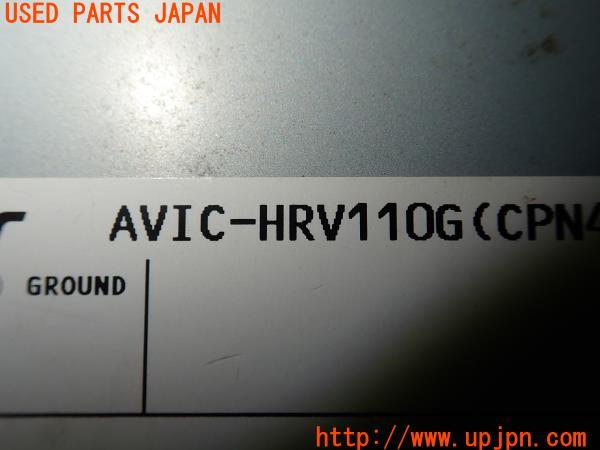 USED PARTS JAPAN
AVIC-HRV110G(CPN4
GROUND
http://www.upjpn.com